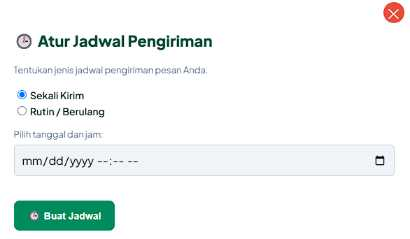 Atur Jadwal Pengiriman
Tentukan jenis jadwal pengiriman pesan Anda:
Sekali Kirim
Rutin / Berulang
Pilih tanggal dan jam:
mm/dd/yyyy --:-- --
Buat Jadwal